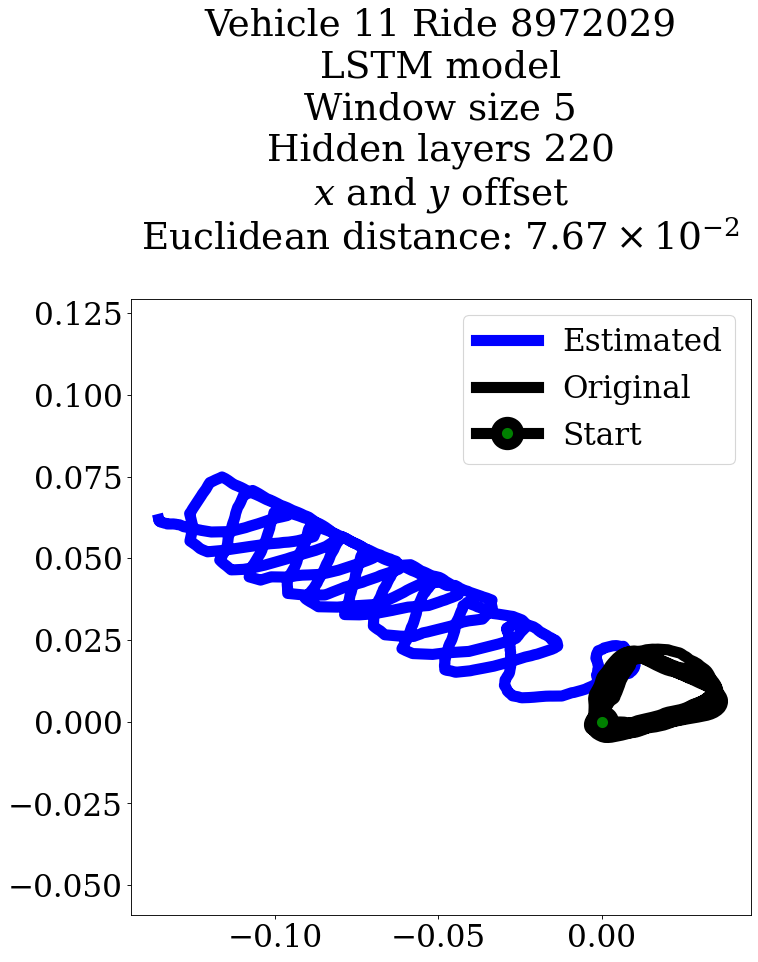 Vehicle 11 Ride 8972029
LSTM model
Window size 5
Hidden layers 220
x and y offset
Euclidean distance: 7.67 × 10⁻²
Estimated
Original
Start
0.125
0.100
0.075
0.050
0.025
0.000
−0.025
−0.050
−0.10
−0.05
0.00